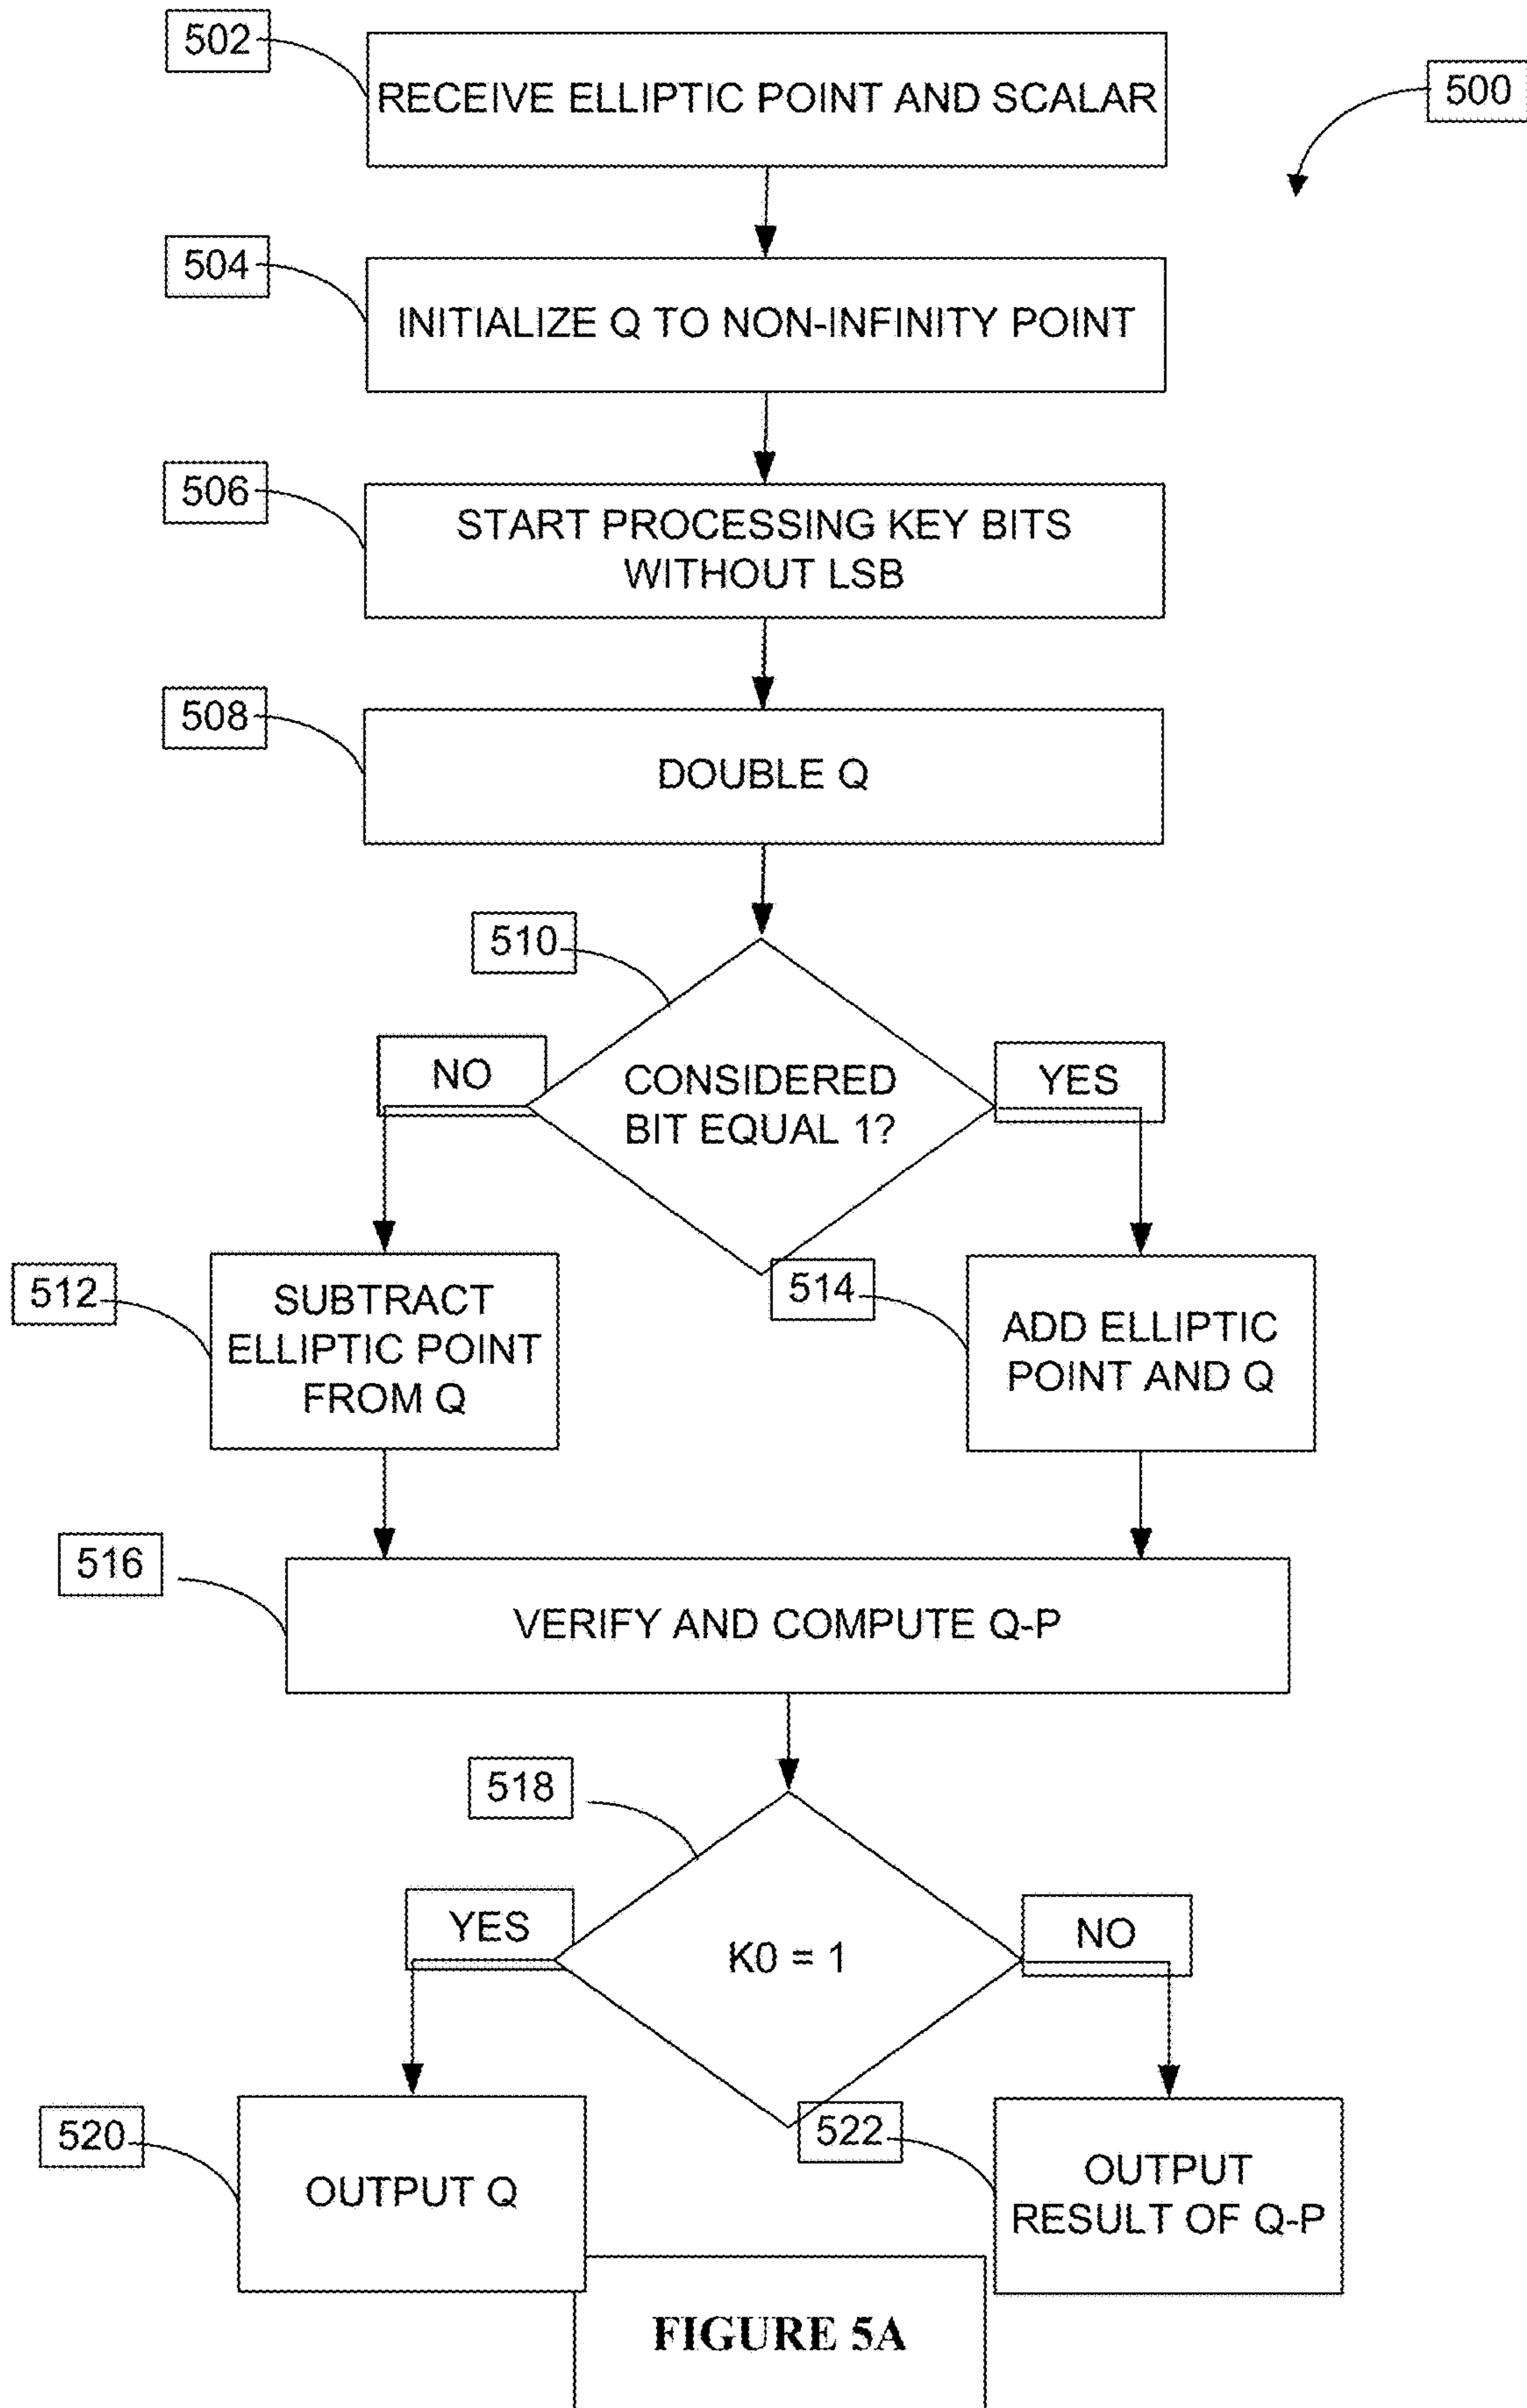 502
RECEIVE ELLIPTIC POINT AND SCALAR
500
504
INITIALIZE Q TO NON-INFINITY POINT
506
START PROCESSING KEY BITS
WITHOUT LSB
508
DOUBLE Q
510
NO
CONSIDERED
BIT EQUAL 1?
YES
512
SUBTRACT
ELLIPTIC POINT
FROM Q
514
ADD ELLIPTIC
POINT AND Q
516
VERIFY AND COMPUTE Q-P
518
YES
K0 = 1
NO
520
OUTPUT Q
522
OUTPUT
RESULT OF Q-P
FIGURE 5A